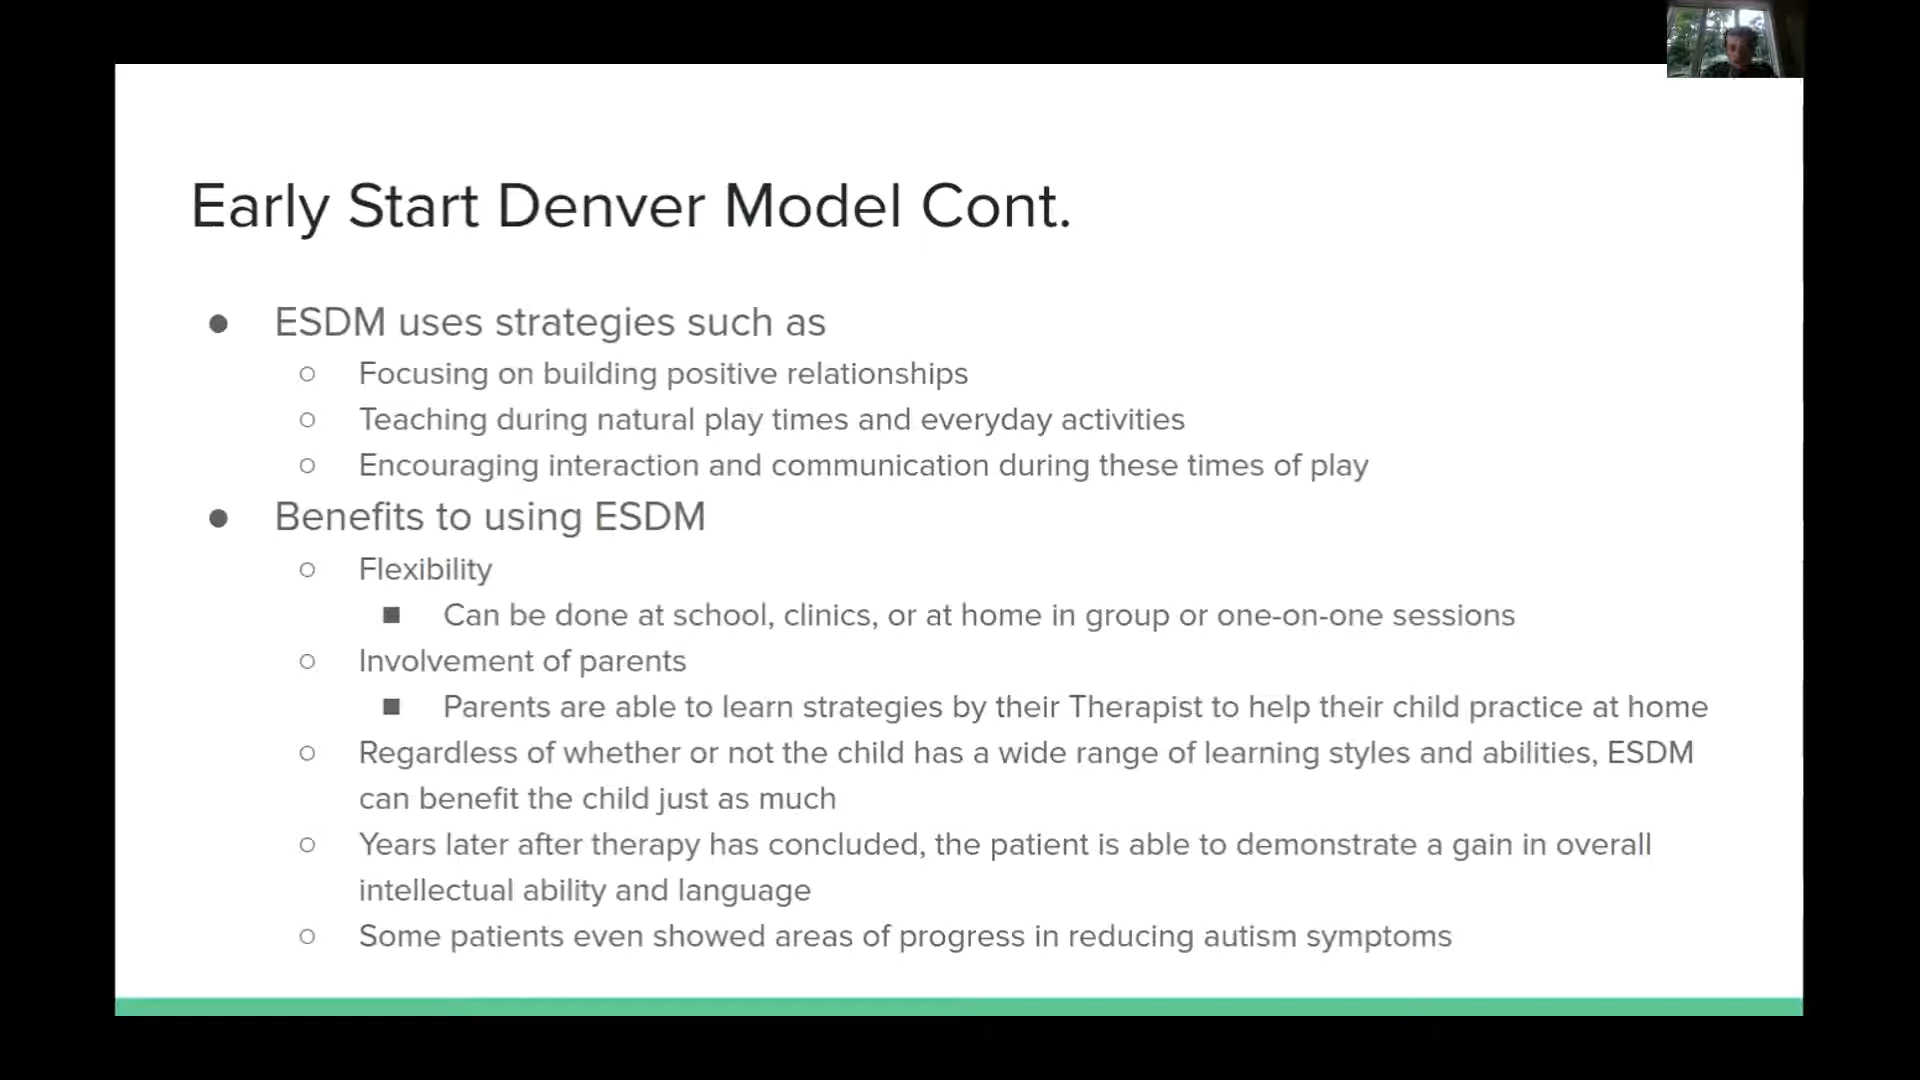 Early Start Denver Model Cont.
● ESDM uses strategies such as
○ Focusing on building positive relationships
○ Teaching during natural play times and everyday activities
○ Encouraging interaction and communication during these times of play
● Benefits to using ESDM
○ Flexibility
■ Can be done at school, clinics, or at home in group or one-on-one sessions
○ Involvement of parents
■ Parents are able to learn strategies by their Therapist to help their child practice at home
○ Regardless of whether or not the child has a wide range of learning styles and abilities, ESDM
can benefit the child just as much
○ Years later after therapy has concluded, the patient is able to demonstrate a gain in overall
intellectual ability and language
○ Some patients even showed areas of progress in reducing autism symptoms